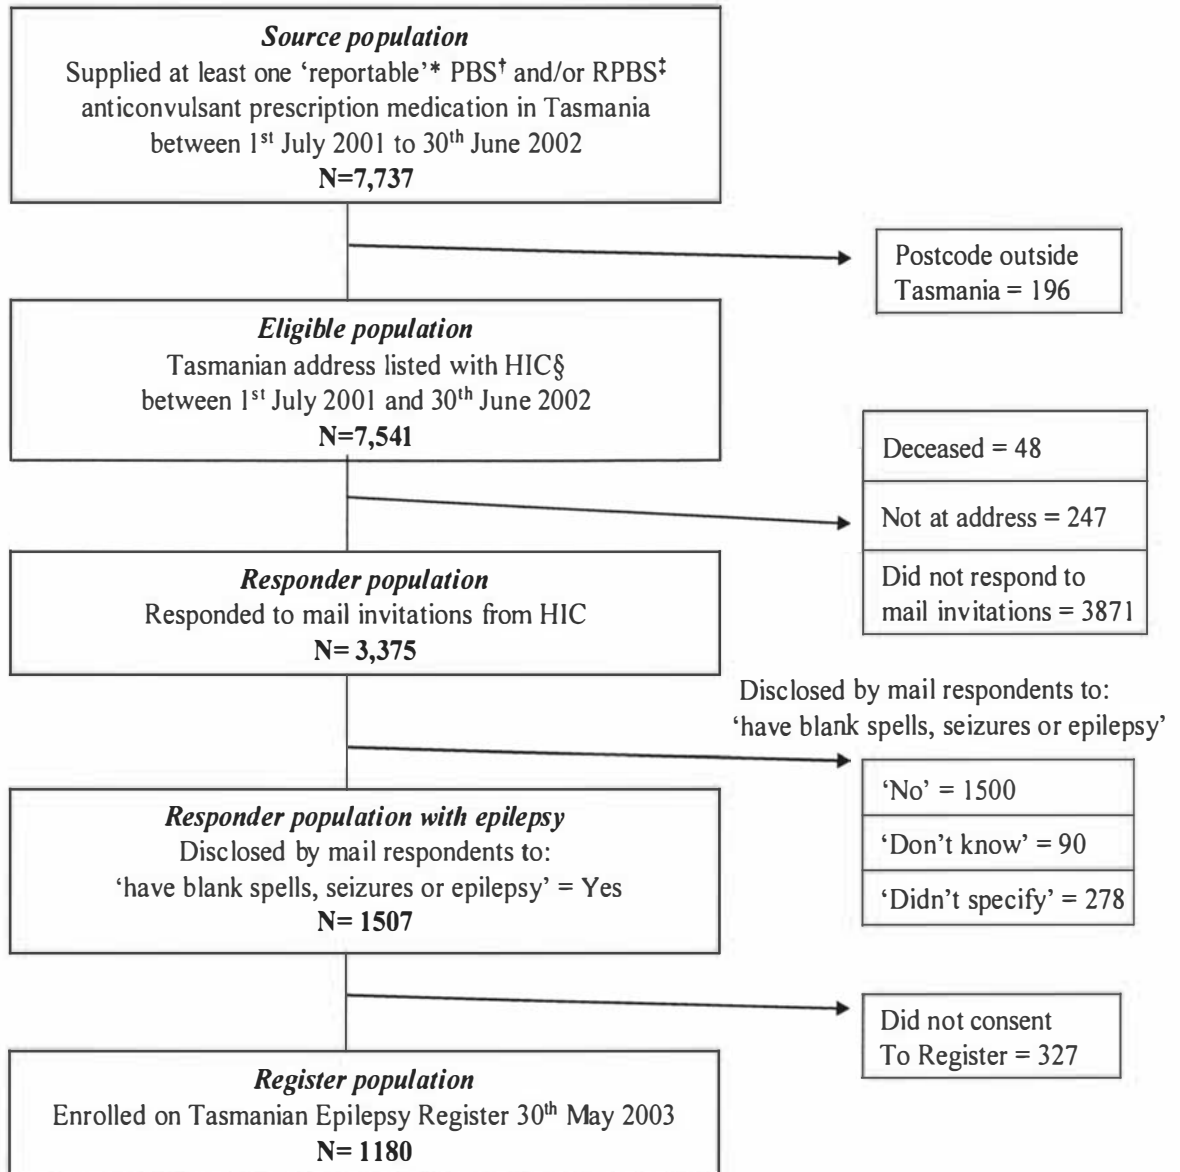 Source population
Supplied at least one ‘reportable’* PBS† and/or RPBS‡
anticonvulsant prescription medication in Tasmania
between 1st July 2001 to 30th June 2002
N=7,737
Postcode outside
Tasmania = 196
Eligible population
Tasmanian address listed with HIC§
between 1st July 2001 and 30th June 2002
N=7,541
Deceased = 48
Not at address = 247
Did not respond to
mail invitations = 3871
Responder population
Responded to mail invitations from HIC
N= 3,375
Disclosed by mail respondents to:
‘have blank spells, seizures or epilepsy’
‘No’ = 1500
‘Don’t know’ = 90
‘Didn’t specify’ = 278
Responder population with epilepsy
Disclosed by mail respondents to:
‘have blank spells, seizures or epilepsy’ = Yes
N= 1507
Did not consent
To Register = 327
Register population
Enrolled on Tasmanian Epilepsy Register 30th May 2003
N= 1180